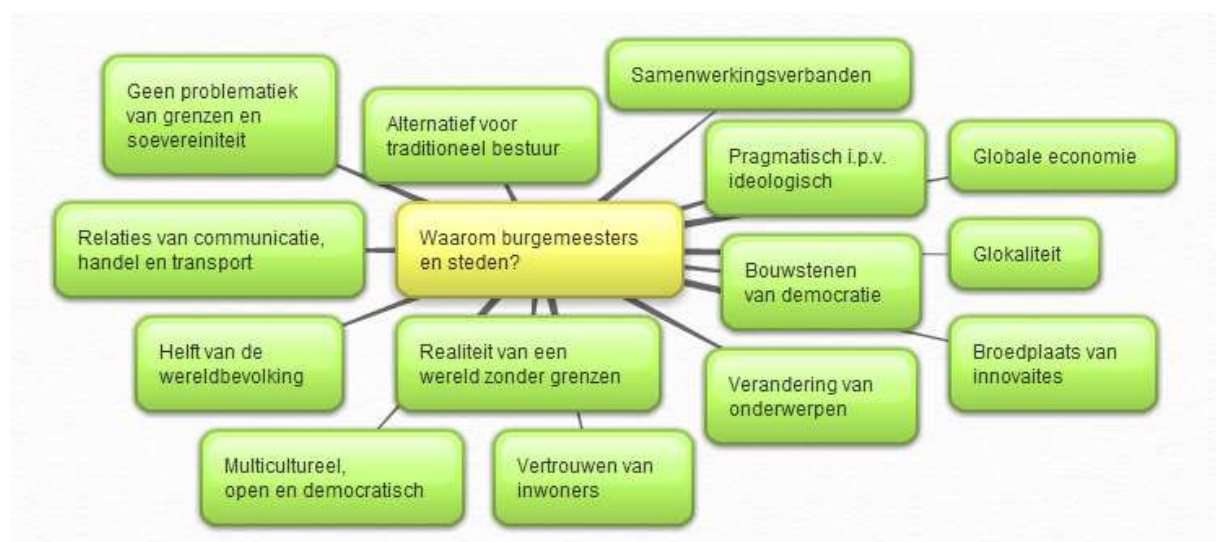 Geen problematiek
van grenzen en
soevereiniteit
Alternatief voor
traditioneel bestuur
Samenwerkingsverbanden
Pragmatisch i.p.v.
ideologisch
Globale economie
Relaties van communicatie,
handel en transport
Waarom burgemeesters
en steden?
Bouwstenen
van democratie
Glokaliteit
Helft van de
wereldbevolking
Realiteit van een
wereld zonder grenzen
Verandering van
onderwerpen
Broedplaats van
innovaites
Multicultureel,
open en democratisch
Vertrouwen van
inwoners